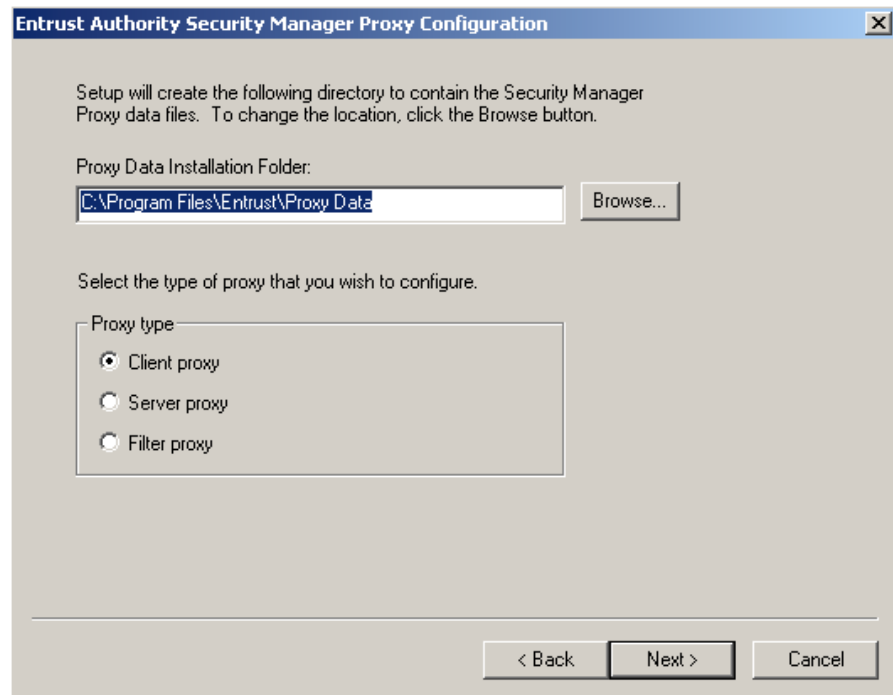 Entrust Authority Security Manager Proxy Configuration
Setup will create the following directory to contain the Security Manager
Proxy data files. To change the location, click the Browse button.
Proxy Data Installation Folder:
C:\Program Files\Entrust\Proxy Data
Browse...
Select the type of proxy that you wish to configure.
Proxy type
Client proxy
Server proxy
Filter proxy
< Back
Next >
Cancel